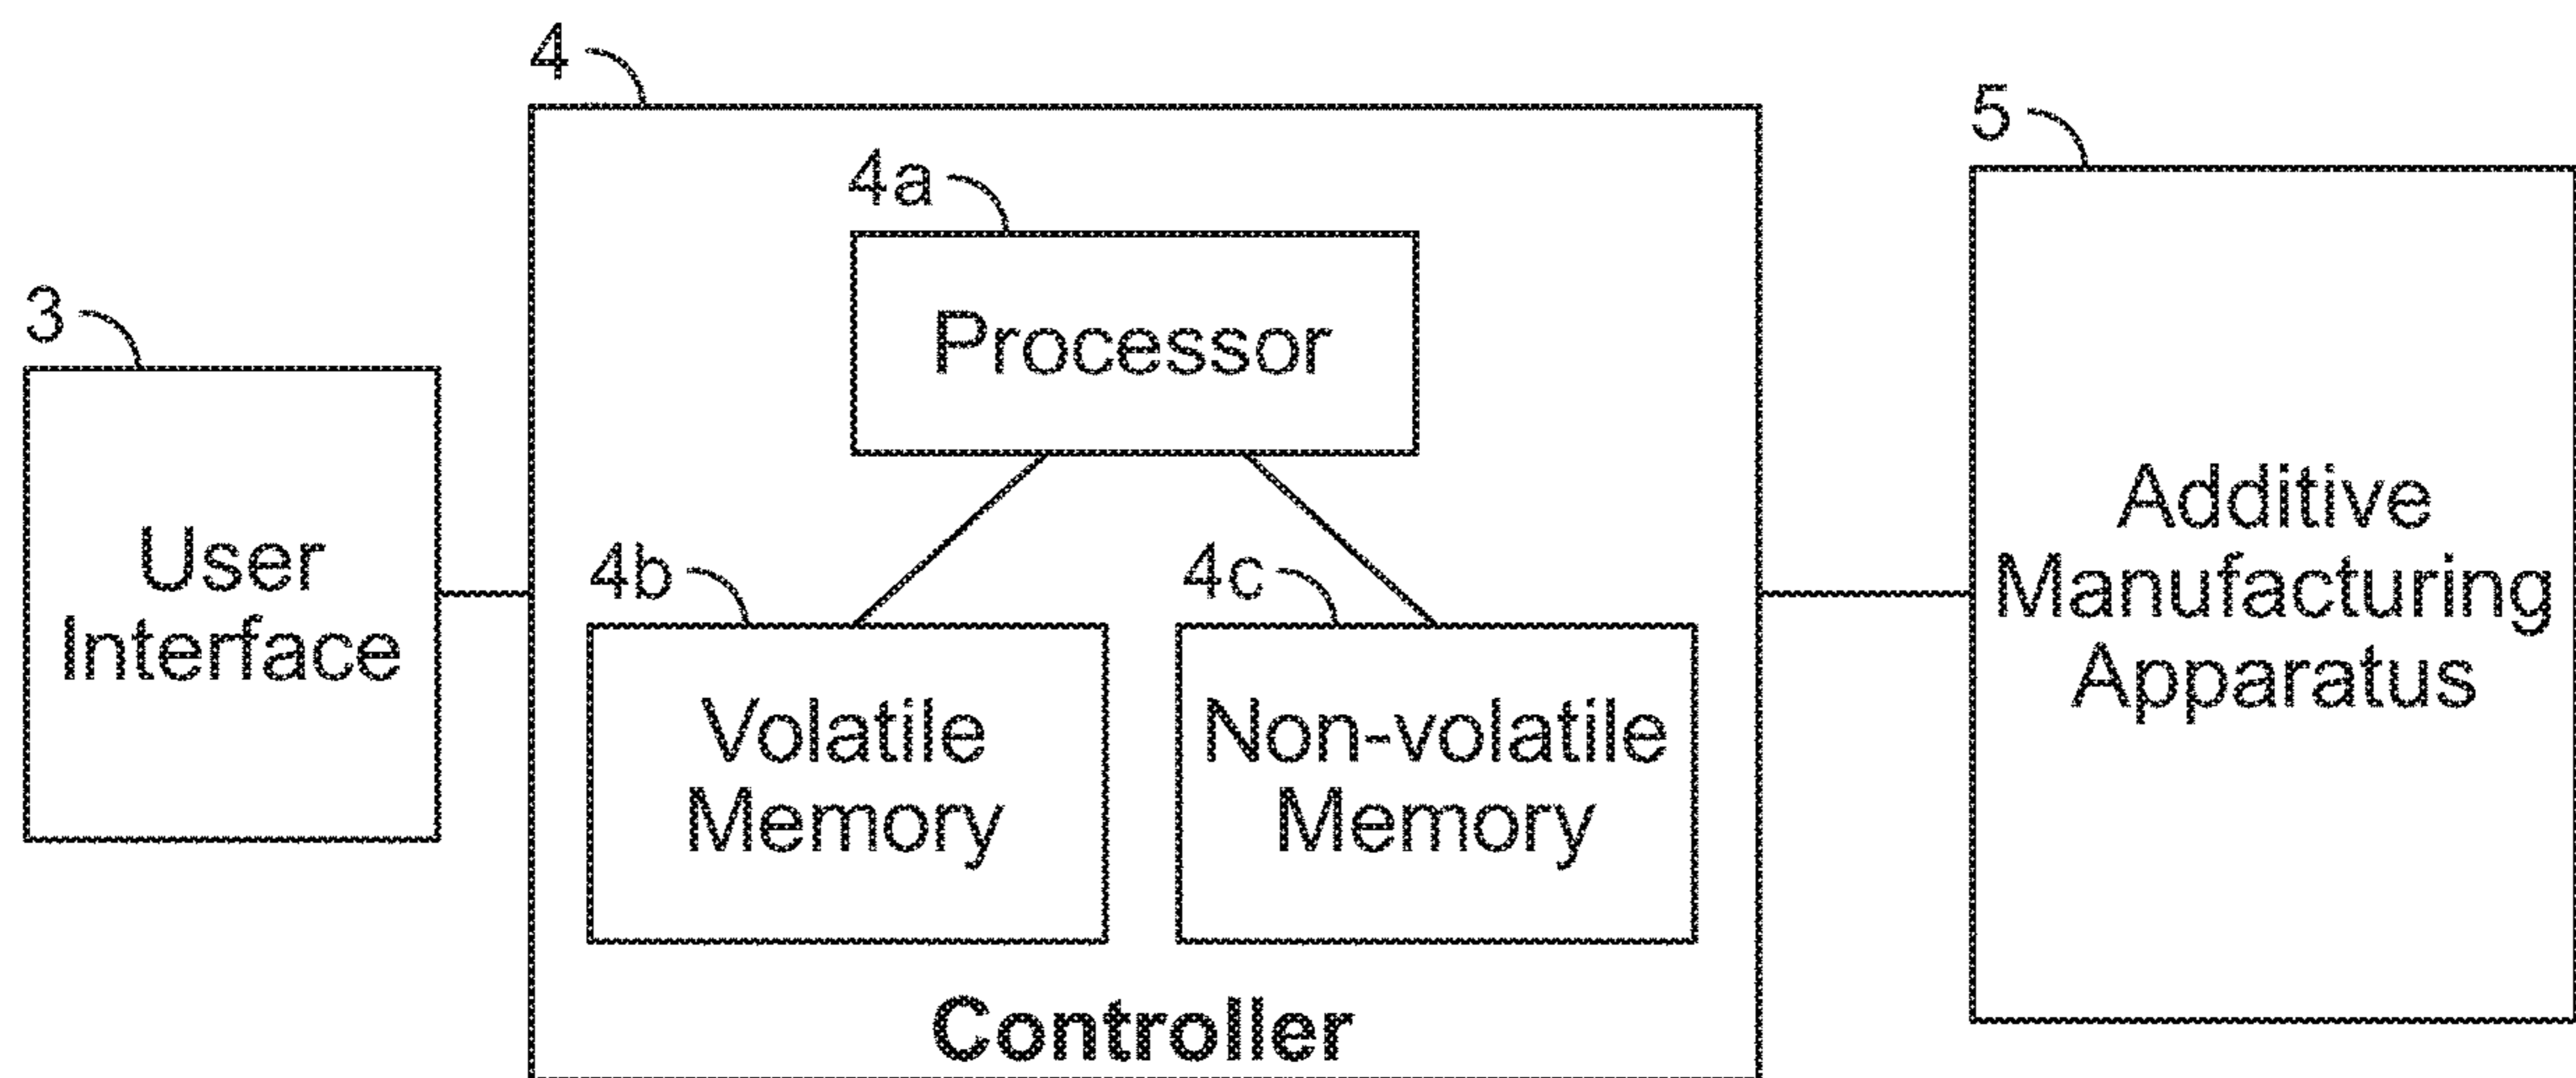 4
5
4a
3
Processor
User
Interface
4b
4c
Volatile
Memory
Non-volatile
Memory
Additive
Manufacturing
Apparatus
Controller